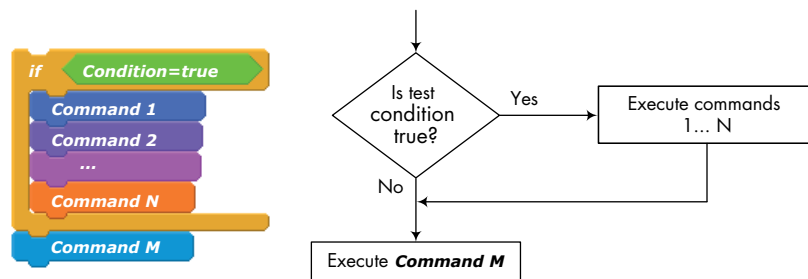 if Condition=true
Command 1
Command 2
...
Command N
Command M
Is test
condition
true?
Yes
No
Execute commands
1... N
Execute Command M